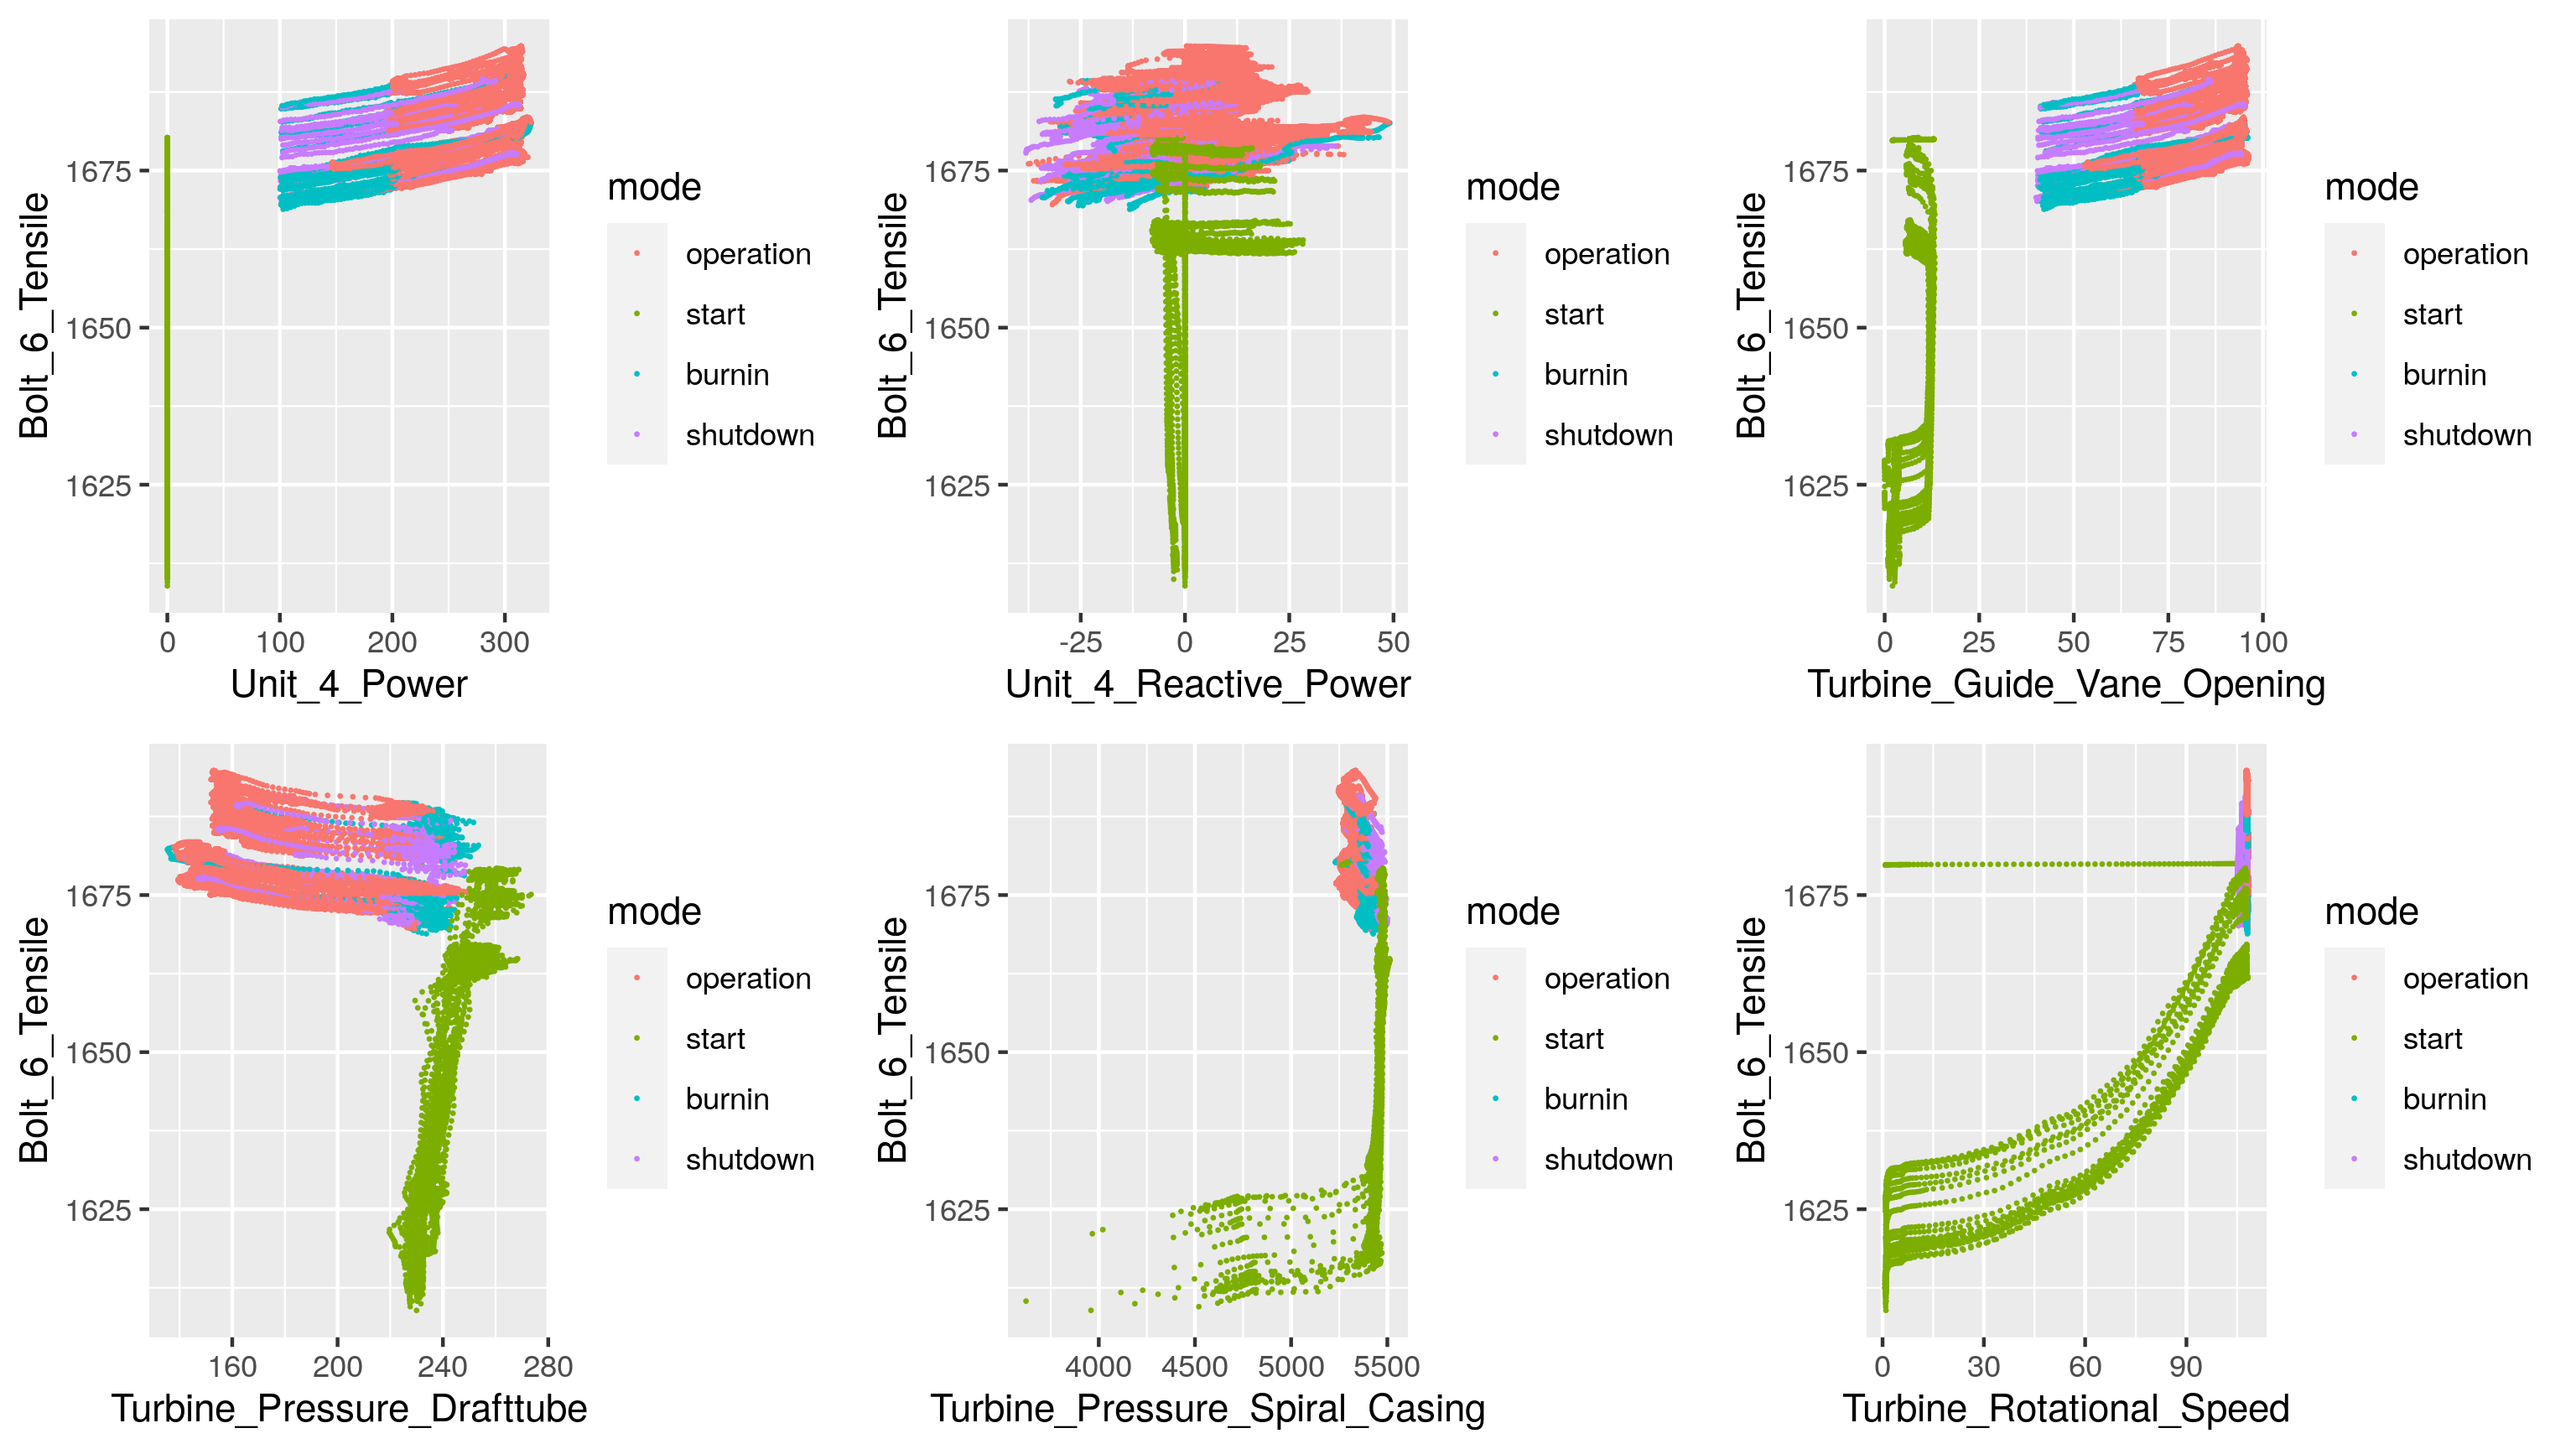 Bolt_6_Tensile
1675
1650
1625
0 100 200 300
Unit_4_Power
mode
operation
start
burnin
shutdown
Bolt_6_Tensile
1675
1650
1625
-25 0 25 50
Unit_4_Reactive_Power
mode
operation
start
burnin
shutdown
Bolt_6_Tensile
1675
1650
1625
0 25 50 75 100
Turbine_Guide_Vane_Opening
mode
operation
start
burnin
shutdown
Bolt_6_Tensile
1675
1650
1625
160 200 240 280
Turbine_Pressure_Drafttube
mode
operation
start
burnin
shutdown
Bolt_6_Tensile
1675
1650
1625
4000 4500 5000 5500
Turbine_Pressure_Spiral_Casing
mode
operation
start
burnin
shutdown
Bolt_6_Tensile
1675
1650
1625
0 30 60 90
Turbine_Rotational_Speed
mode
operation
start
burnin
shutdown